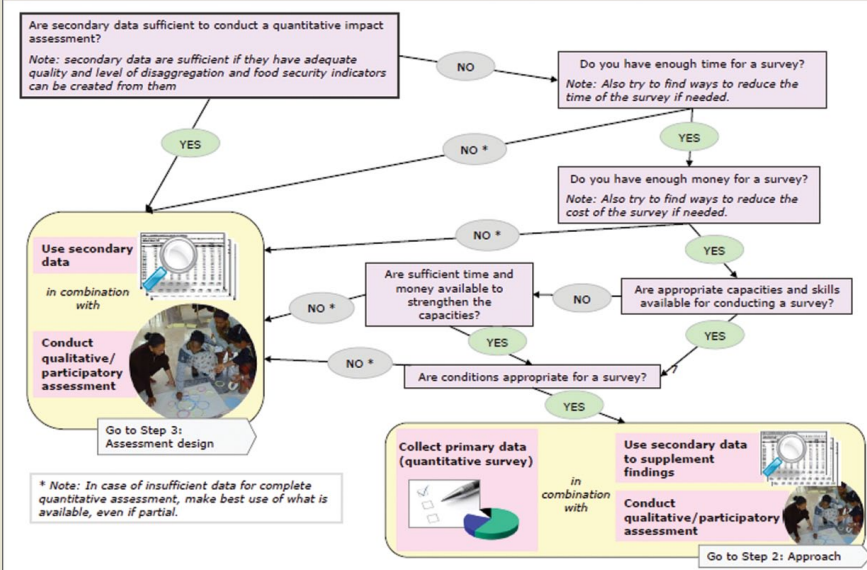 Are secondary data sufficient to conduct a quantitative impact
assessment?
Note: secondary data are sufficient if they have adequate
quality and level of disaggregation and food security indicators
can be created from them
NO
Do you have enough time for a survey?
Note: Also try to find ways to reduce the
time of the survey if needed.
YES
NO *
YES
Do you have enough money for a survey?
Note: Also try to find ways to reduce the
cost of the survey if needed.
NO *
YES
Use secondary
data
in combination
with
Conduct
qualitative/
participatory
assessment
Go to Step 3:
Assessment design
Are sufficient time and
money available to
strengthen the
capacities?
NO
Are appropriate capacities and skills
available for conducting a survey?
NO *
YES
YES
NO *
Are conditions appropriate for a survey?
YES
Collect primary data
(quantitative survey)
in
combination
with
Use secondary data
to supplement
findings
Conduct
qualitative/participatory
assessment
Go to Step 2: Approach
* Note: In case of insufficient data for complete
quantitative assessment, make best use of what is
available, even if partial.